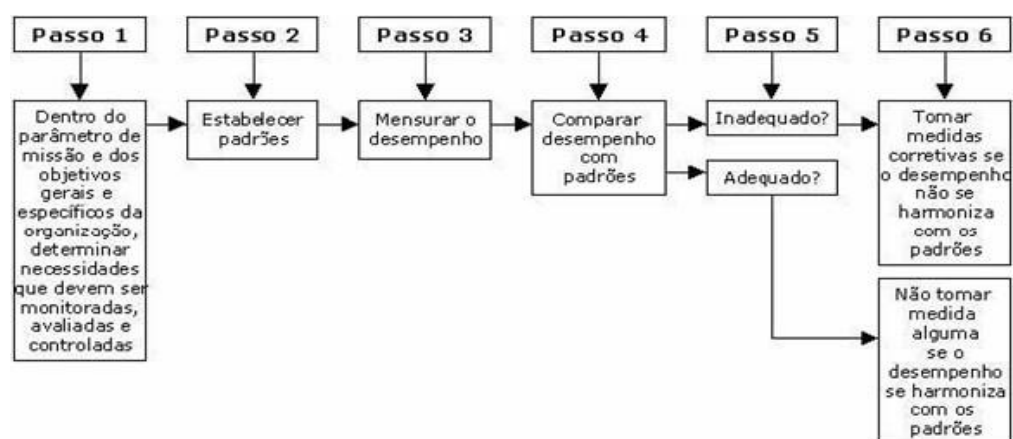 Passo 1
Passo 2
Passo 3
Passo 4
Passo 5
Passo 6
Dentro do
parâmetro de
missão e dos
objetivos
gerais e
específicos da
organização,
determinar
necessidades
que devem ser
monitoradas,
avaliadas e
controladas
Estabelecer
padrões
Mensurar o
desempenho
Comparar
desempenho
com
padrões
Inadequado?
Adequado?
Tomar
medidas
corretivas se
o desempenho
não se
harmoniza
com os
padrões
Não tomar
medida
alguma
se o
desempenho
se harmoniza
com os
padrões